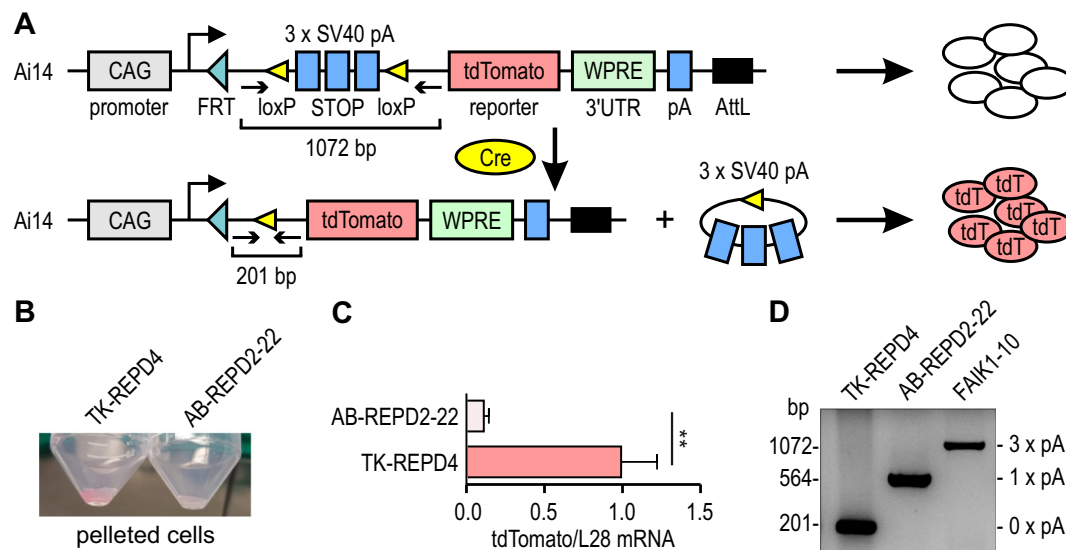 A
3 x SV40 pA
Ai14
CAG
tdTomato
WPRE
promoter
FRT
loxP
STOP
loxP
reporter
3'UTR
pA
AttL
1072 bp
Cre
3 x SV40 pA
Ai14
CAG
tdTomato
WPRE
+
tdT
tdT
tdT
tdT
tdT
tdT
201 bp
B
TK-REPD4
AB-REPD2-22
pelleted cells
C
AB-REPD2-22
TK-REPD4
**
0.0
0.5
1.0
1.5
tdTomato/L28 mRNA
D
TK-REPD4
AB-REPD2-22
FAIK1-10
bp
1072-
- 3 x pA
564-
- 1 x pA
201-
- 0 x pA